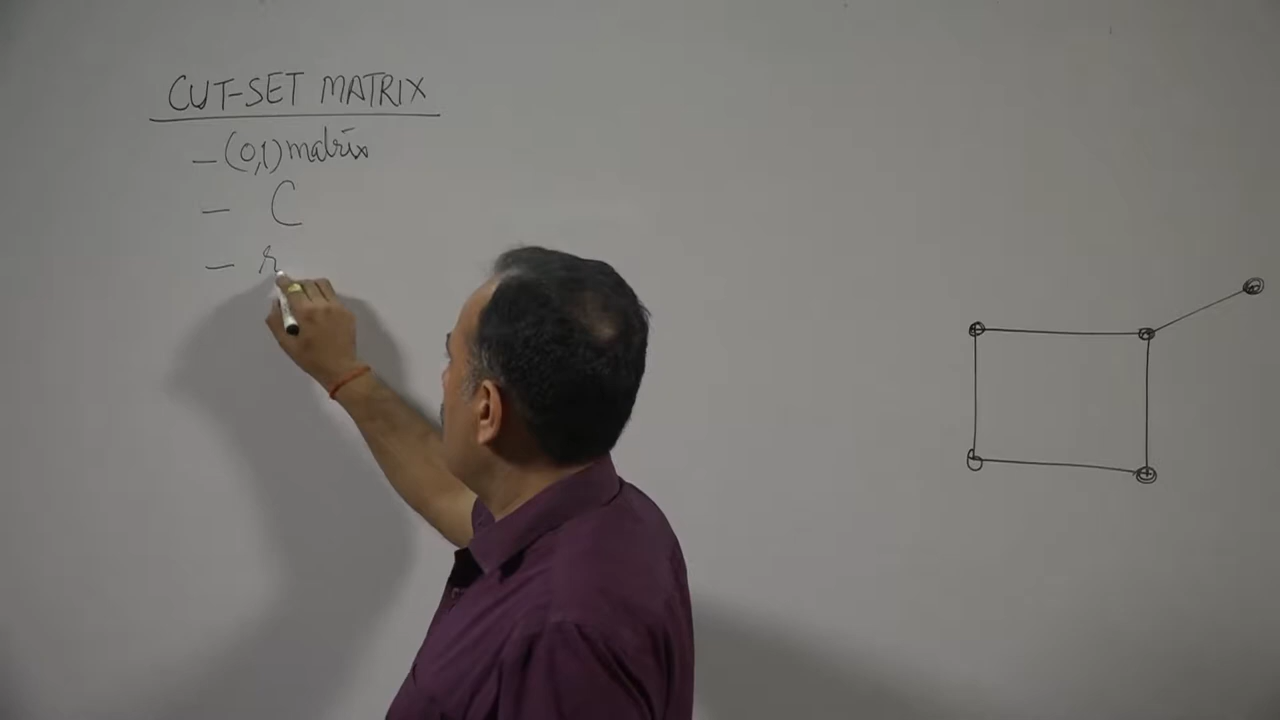 CUT-SET MATRIX
- (0,1) matrix
- C
- r